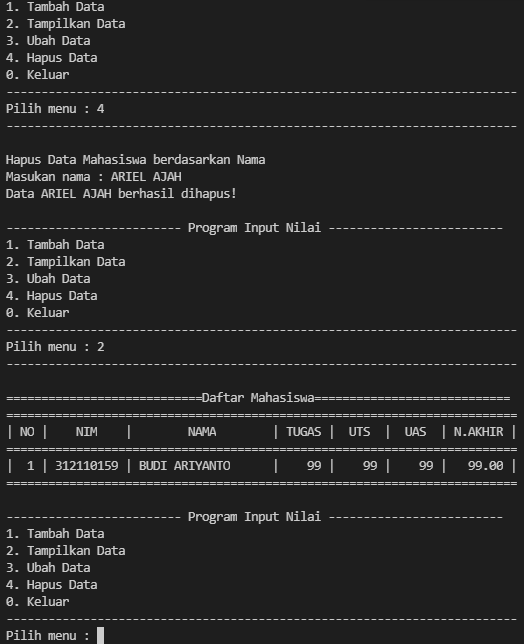 1. Tambah Data
2. Tampilkan Data
3. Ubah Data
4. Hapus Data
0. Keluar
-------------------------------------------------------------------------
Pilih menu : 4
-------------------------------------------------------------------------
Hapus Data Mahasiswa berdasarkan Nama
Masukan nama : ARIEL AJAH
Data ARIEL AJAH berhasil dihapus!
------------------------- Program Input Nilai -------------------------
1. Tambah Data
2. Tampilkan Data
3. Ubah Data
4. Hapus Data
0. Keluar
-------------------------------------------------------------------------
Pilih menu : 2
-------------------------------------------------------------------------
============================Daftar Mahasiswa============================
=========================================================================
| NO |    NIM    |        NAMA        | TUGAS |  UTS  |  UAS  | N.AKHIR |
=========================================================================
|  1 | 312110159 | BUDI ARIYANTO      |    99 |    99 |    99 |   99.00 |
=========================================================================
------------------------- Program Input Nilai -------------------------
1. Tambah Data
2. Tampilkan Data
3. Ubah Data
4. Hapus Data
0. Keluar
-------------------------------------------------------------------------
Pilih menu :